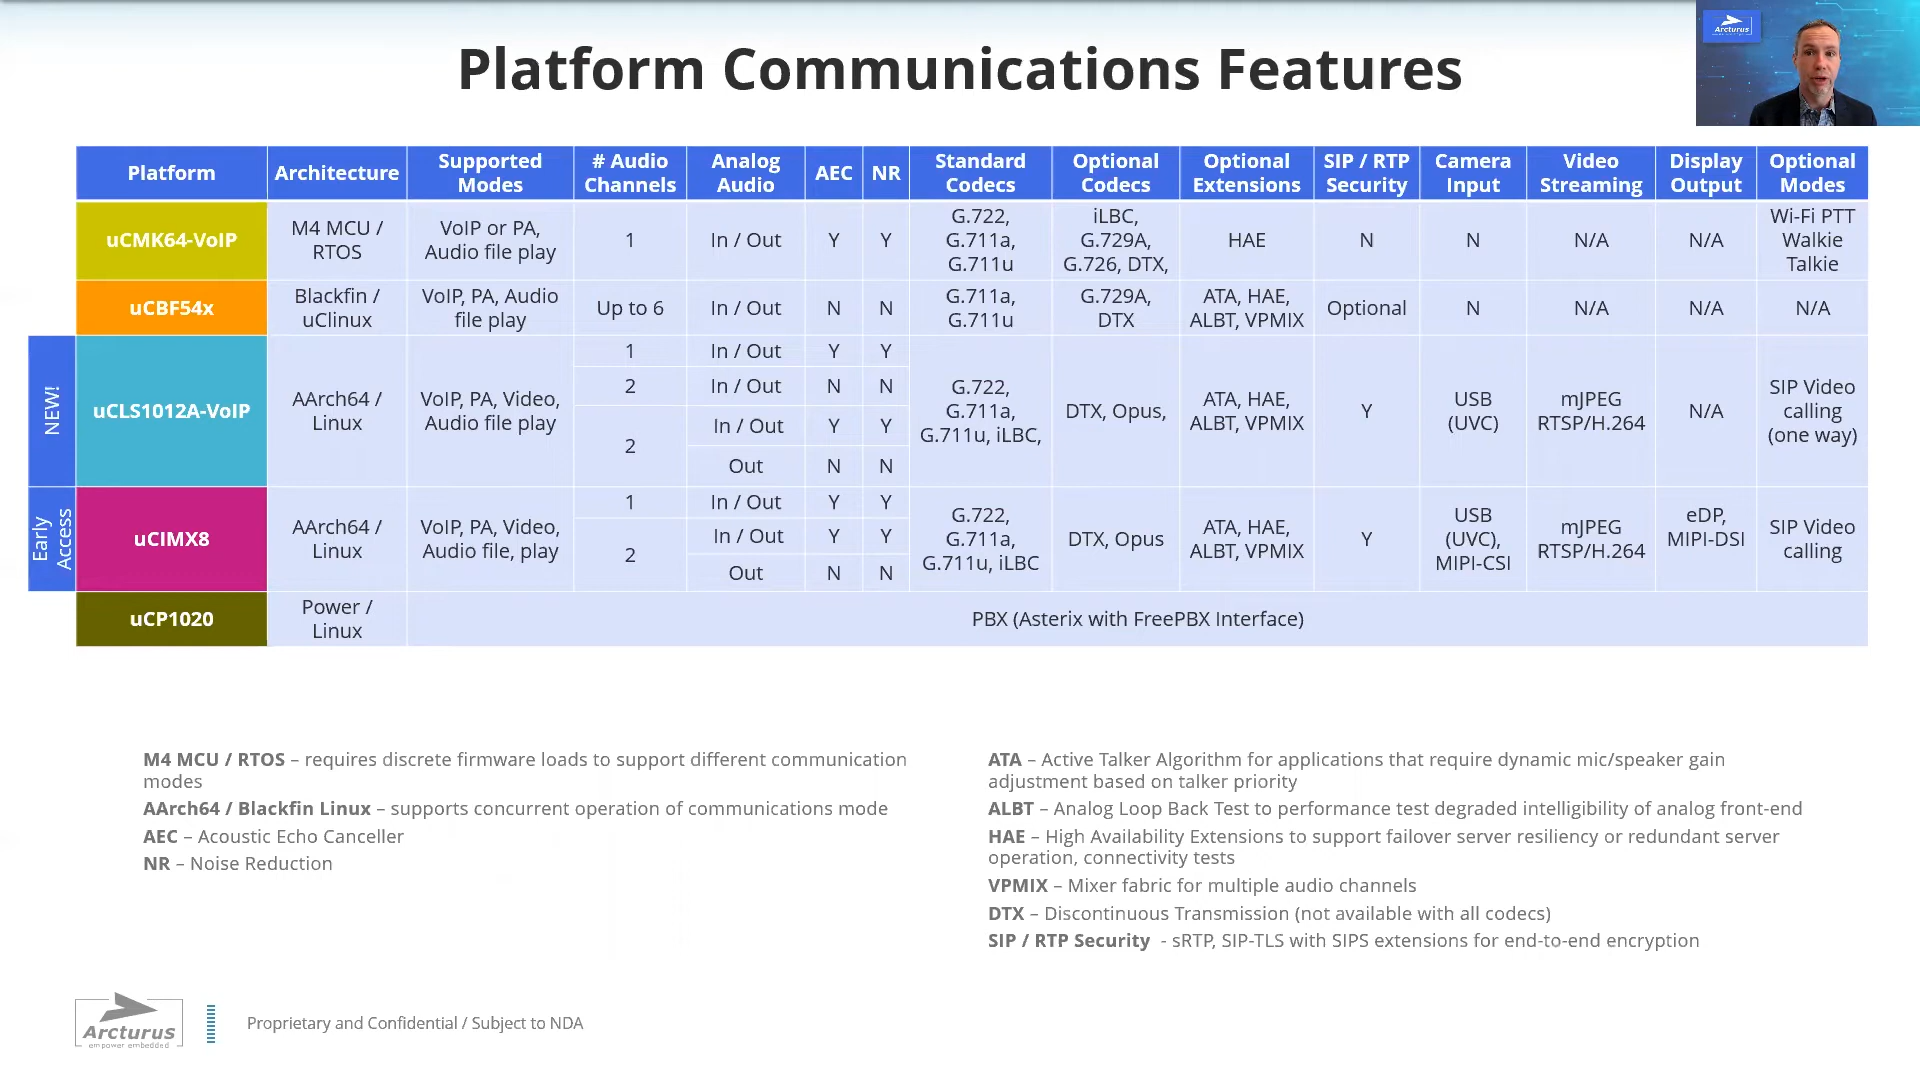 Platform Communications Features
Arcturus
Platform
Architecture
Supported
Modes
# Audio
Channels
Analog
Audio
AEC
NR
Standard
Codecs
Optional
Codecs
Optional
Extensions
SIP / RTP
Security
Camera
Input
Video
Streaming
Display
Output
Optional
Modes
uCMK64-VoIP
M4 MCU /
RTOS
VoIP or PA,
Audio file play
1
In / Out
Y
Y
G.722,
G.711a,
G.711u
iLBC,
G.729A,
G.726, DTX,
HAE
N
N
N/A
N/A
Wi-Fi PTT
Walkie
Talkie
uCBF54x
Blackfin /
uClinux
VoIP, PA, Audio
file play
Up to 6
In / Out
N
N
G.711a,
G.711u
G.729A,
DTX
ATA, HAE,
ALBT, VPMIX
Optional
N
N/A
N/A
N/A
NEW!
uCLS1012A-VoIP
AArch64 /
Linux
VoIP, PA, Video,
Audio file play
1
In / Out
Y
Y
2
In / Out
N
N
2
In / Out
Y
Y
Out
N
N
G.722,
G.711a,
G.711u, iLBC,
DTX, Opus,
ATA, HAE,
ALBT, VPMIX
Y
USB
(UVC)
mJPEG
RTSP/H.264
N/A
SIP Video
calling
(one way)
Early
Access
uCIMX8
AArch64 /
Linux
VoIP, PA, Video,
Audio file, play
1
In / Out
Y
Y
2
In / Out
Y
Y
Out
N
N
G.722,
G.711a,
G.711u, iLBC
DTX, Opus
ATA, HAE,
ALBT, VPMIX
Y
USB
(UVC),
MIPI-CSI
mJPEG
RTSP/H.264
eDP,
MIPI-DSI
SIP Video
calling
uCP1020
Power /
Linux
PBX (Asterix with FreePBX Interface)
M4 MCU / RTOS – requires discrete firmware loads to support different communication
modes
AArch64 / Blackfin Linux – supports concurrent operation of communications mode
AEC – Acoustic Echo Canceller
NR – Noise Reduction
ATA – Active Talker Algorithm for applications that require dynamic mic/speaker gain
adjustment based on talker priority
ALBT – Analog Loop Back Test to performance test degraded intelligibility of analog front-end
HAE – High Availability Extensions to support failover server resiliency or redundant server
operation, connectivity tests
VPMIX – Mixer fabric for multiple audio channels
DTX – Discontinuous Transmission (not available with all codecs)
SIP / RTP Security - sRTP, SIP-TLS with SIPS extensions for end-to-end encryption
Arcturus
empower embedded
Proprietary and Confidential / Subject to NDA